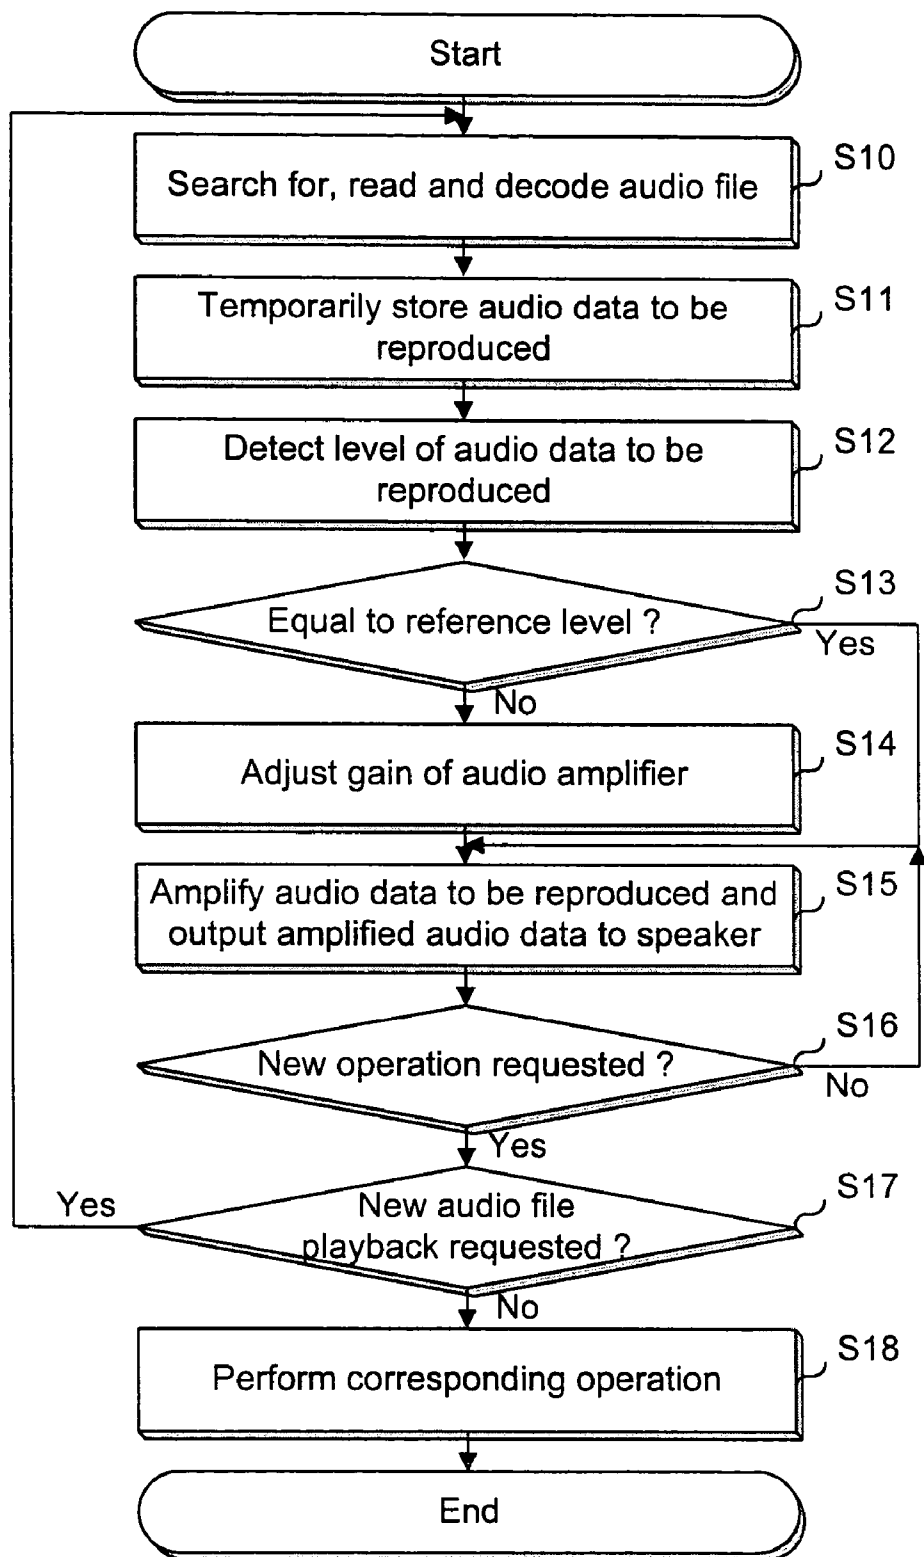 Start
S10
Search for, read and decode audio file
S11
Temporarily store audio data to be
reproduced
S12
Detect level of audio data to be
reproduced
S13
Equal to reference level ?
Yes
No
S14
Adjust gain of audio amplifier
S15
Amplify audio data to be reproduced and
output amplified audio data to speaker
S16
New operation requested ?
No
Yes
S17
Yes
New audio file
playback requested ?
No
S18
Perform corresponding operation
End